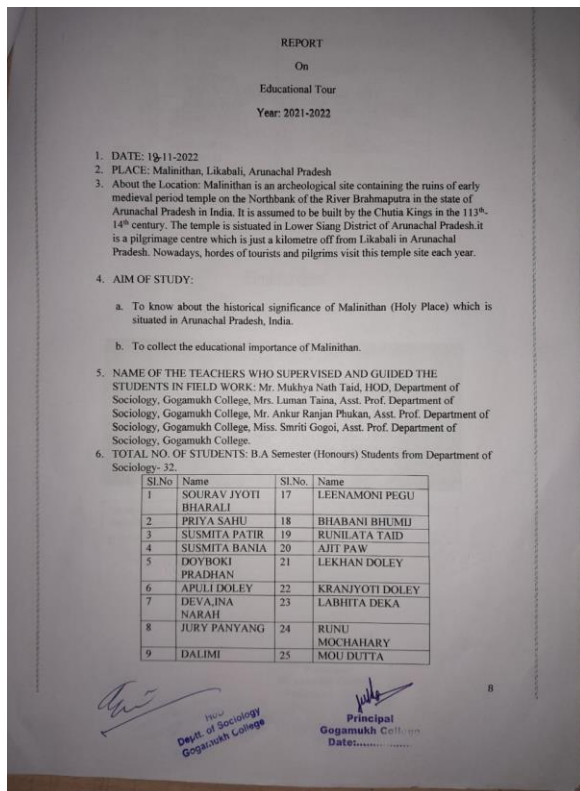 REPORT
On
Educational Tour
Year: 2021-2022
1. DATE: 19-11-2022
2. PLACE: Malinithan, Likabali, Arunachal Pradesh
3. About the Location: Malinithan is an archeological site containing the ruins of early
medieval period temple on the Northbank of the River Brahmaputra in the state of
Arunachal Pradesh in India. It is assumed to be built by the Chutia Kings in the 113th-
14th century. The temple is sistuated in Lower Siang District of Arunachal Pradesh.it
is a pilgrimage centre which is just a kilometre off from Likabali in Arunachal
Pradesh. Nowadays, hordes of tourists and pilgrims visit this temple site each year.
4. AIM OF STUDY:
a. To know about the historical significance of Malinithan (Holy Place) which is
situated in Arunachal Pradesh, India.
b. To collect the educational importance of Malinithan.
5. NAME OF THE TEACHERS WHO SUPERVISED AND GUIDED THE
STUDENTS IN FIELD WORK: Mr. Mukhya Nath Taid, HOD, Department of
Sociology, Gogamukh College, Mrs. Luman Taina, Asst. Prof. Department of
Sociology, Gogamukh College, Mr. Ankur Ranjan Phukan, Asst. Prof. Department of
Sociology, Gogamukh College, Miss. Smriti Gogoi, Asst. Prof. Department of
Sociology, Gogamukh College.
6. TOTAL NO. OF STUDENTS: B.A Semester (Honours) Students from Department of
Sociology- 32.
Sl.No Name Sl.No. Name
1 SOURAV JYOTI BHARALI 17 LEENAMONI PEGU
2 PRIYA SAHU 18 BHABANI BHUMIJ
3 SUSMITA PATIR 19 RUNILATA TAID
4 SUSMITA BANIA 20 AJIT PAW
5 DOYBOKI PRADHAN 21 LEKHAN DOLEY
6 APULI DOLEY 22 KRANJYOTI DOLEY
7 DEVA,INA NARAH 23 LABHITA DEKA
8 JURY PANYANG 24 RUNU MOCHAHARY
9 DALIMI 25 MOU DUTTA
8
HOD
Deptt. of Sociology
Gogamukh College
Principal
Gogamukh College
Date:................